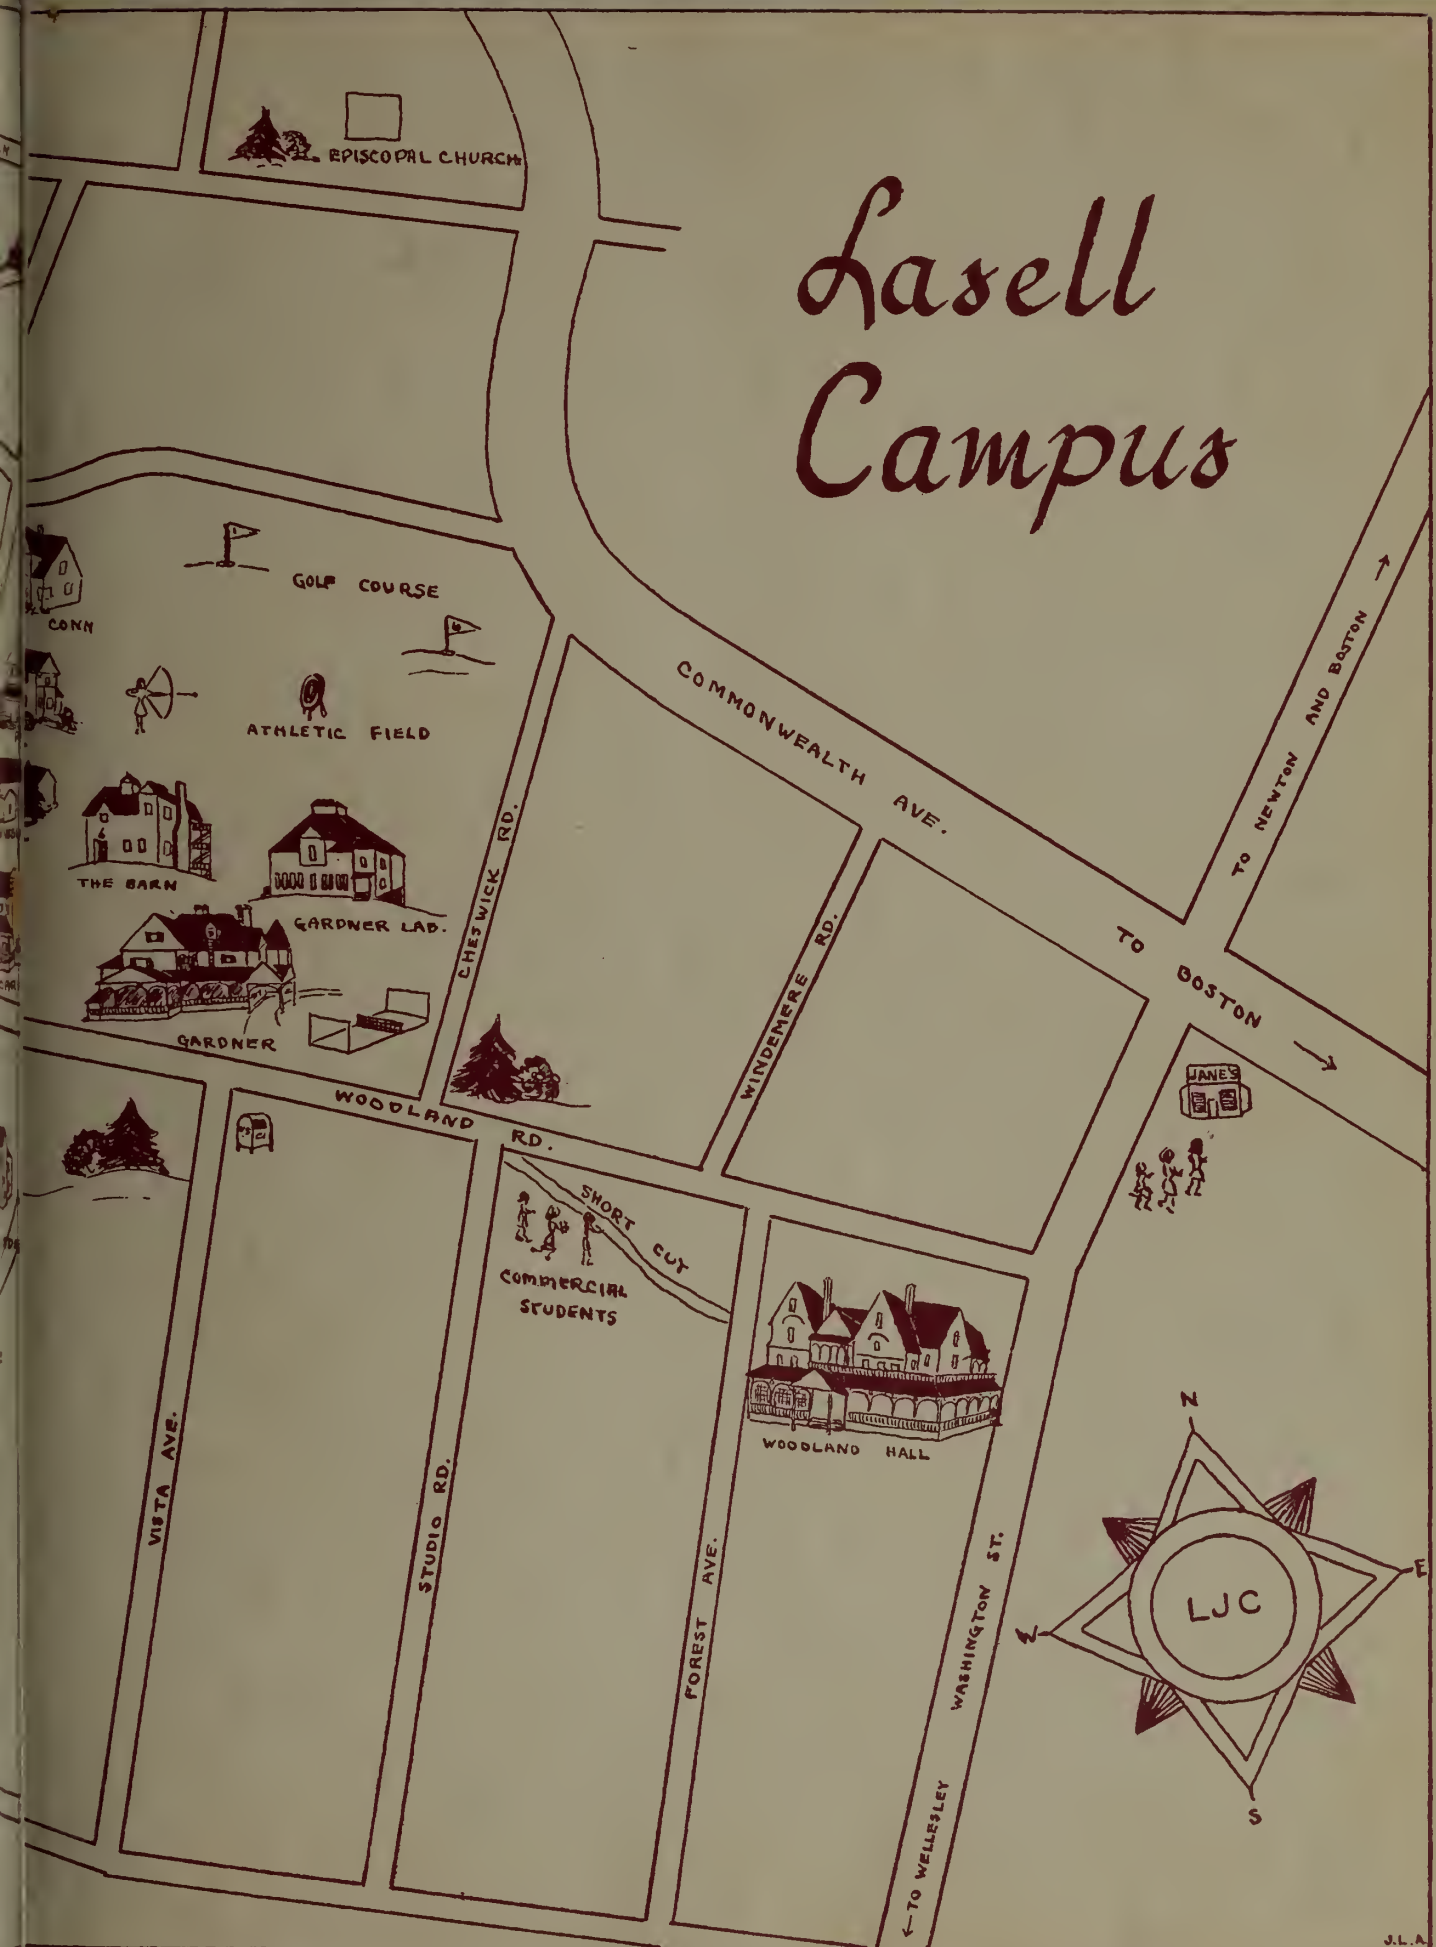 Lasell
Campus
EPISCOPAL CHURCH
GOLF COURSE
CONN
6
ATHLETIC FIELD
COMMONWEALTH AVE.
TO NEWTON AND BOSTON →
THE BARN
GARDNER LAB.
CHESWICK RD.
WINDEMERE RD.
TO BOSTON →
GARDNER
JANE'S
WOODLAND RD.
SHORT CUT
COMMERCIAL
STUDENTS
WOODLAND HALL
VISTA AVE.
STUDIO RD.
FOREST AVE.
WASHINGTON ST.
← TO WELLESLEY
N
E
LJC
W
S
J.L.A.